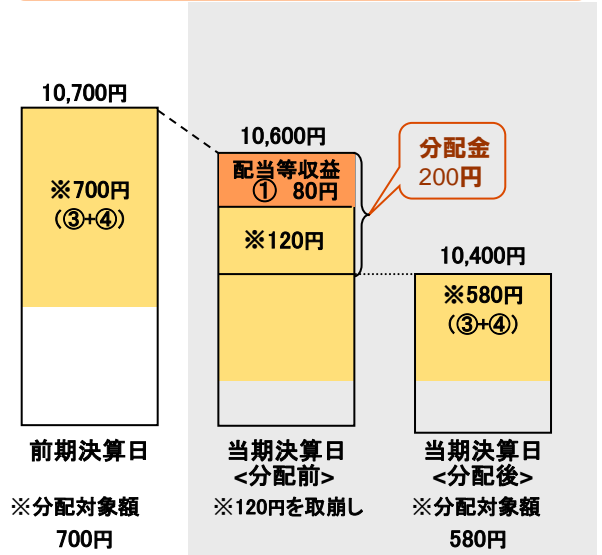 10,700円
※700円
(③+④)
前期決算日
※分配対象額
700円
10,600円
配当等収益
① 80円
※120円
当期決算日
<分配前>
※120円を取崩し
分配金
200円
10,400円
※580円
(③+④)
当期決算日
<分配後>
※分配対象額
580円